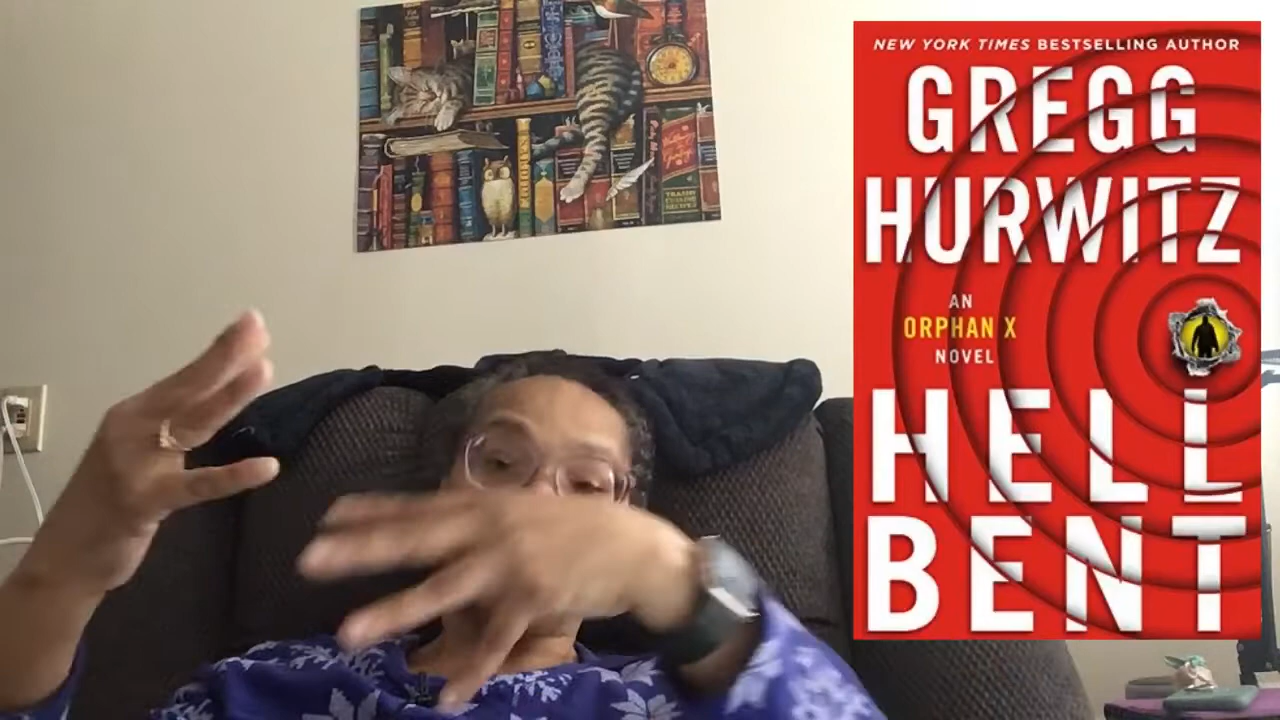 NEW YORK TIMES BESTSELLING AUTHOR
GREGG
HURWITZ
AN
ORPHAN X
NOVEL
HELL
BENT